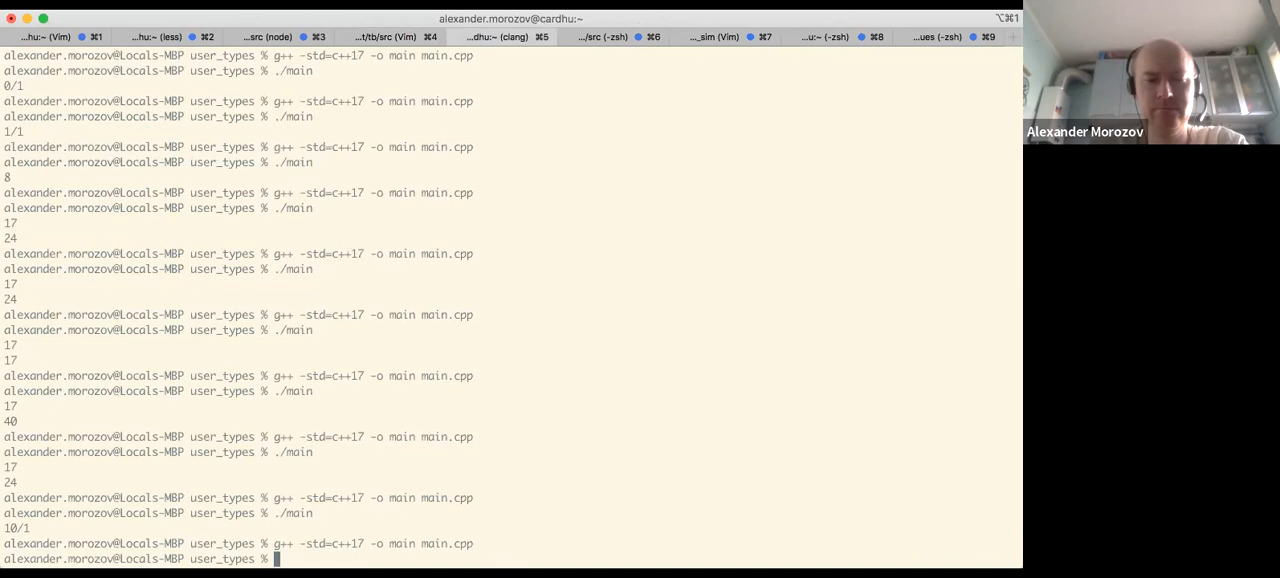 alexander.morozov@cardhu:~
⌥⌘1
...hu:~ (Vim) ⌘1 ...hu:~ (less) ⌘2 ...src (node) ⌘3 ...t/tb/src (Vim) ⌘4 ...dhu:~ (clang) ⌘5 .../src (-zsh) ⌘6 ..._sim (Vim) ⌘7 ...u:~ (-zsh) ⌘8 ...ues (-zsh) ⌘9
alexander.morozov@Locals-MBP user_types % g++ -std=c++17 -o main main.cpp
alexander.morozov@Locals-MBP user_types % ./main
0/1
alexander.morozov@Locals-MBP user_types % g++ -std=c++17 -o main main.cpp
alexander.morozov@Locals-MBP user_types % ./main
1/1
alexander.morozov@Locals-MBP user_types % g++ -std=c++17 -o main main.cpp
alexander.morozov@Locals-MBP user_types % ./main
8
alexander.morozov@Locals-MBP user_types % g++ -std=c++17 -o main main.cpp
alexander.morozov@Locals-MBP user_types % ./main
17
24
alexander.morozov@Locals-MBP user_types % g++ -std=c++17 -o main main.cpp
alexander.morozov@Locals-MBP user_types % ./main
17
24
alexander.morozov@Locals-MBP user_types % g++ -std=c++17 -o main main.cpp
alexander.morozov@Locals-MBP user_types % ./main
17
17
alexander.morozov@Locals-MBP user_types % g++ -std=c++17 -o main main.cpp
alexander.morozov@Locals-MBP user_types % ./main
17
40
alexander.morozov@Locals-MBP user_types % g++ -std=c++17 -o main main.cpp
alexander.morozov@Locals-MBP user_types % ./main
17
24
alexander.morozov@Locals-MBP user_types % g++ -std=c++17 -o main main.cpp
alexander.morozov@Locals-MBP user_types % ./main
10/1
alexander.morozov@Locals-MBP user_types % g++ -std=c++17 -o main main.cpp
alexander.morozov@Locals-MBP user_types %
Alexander Morozov